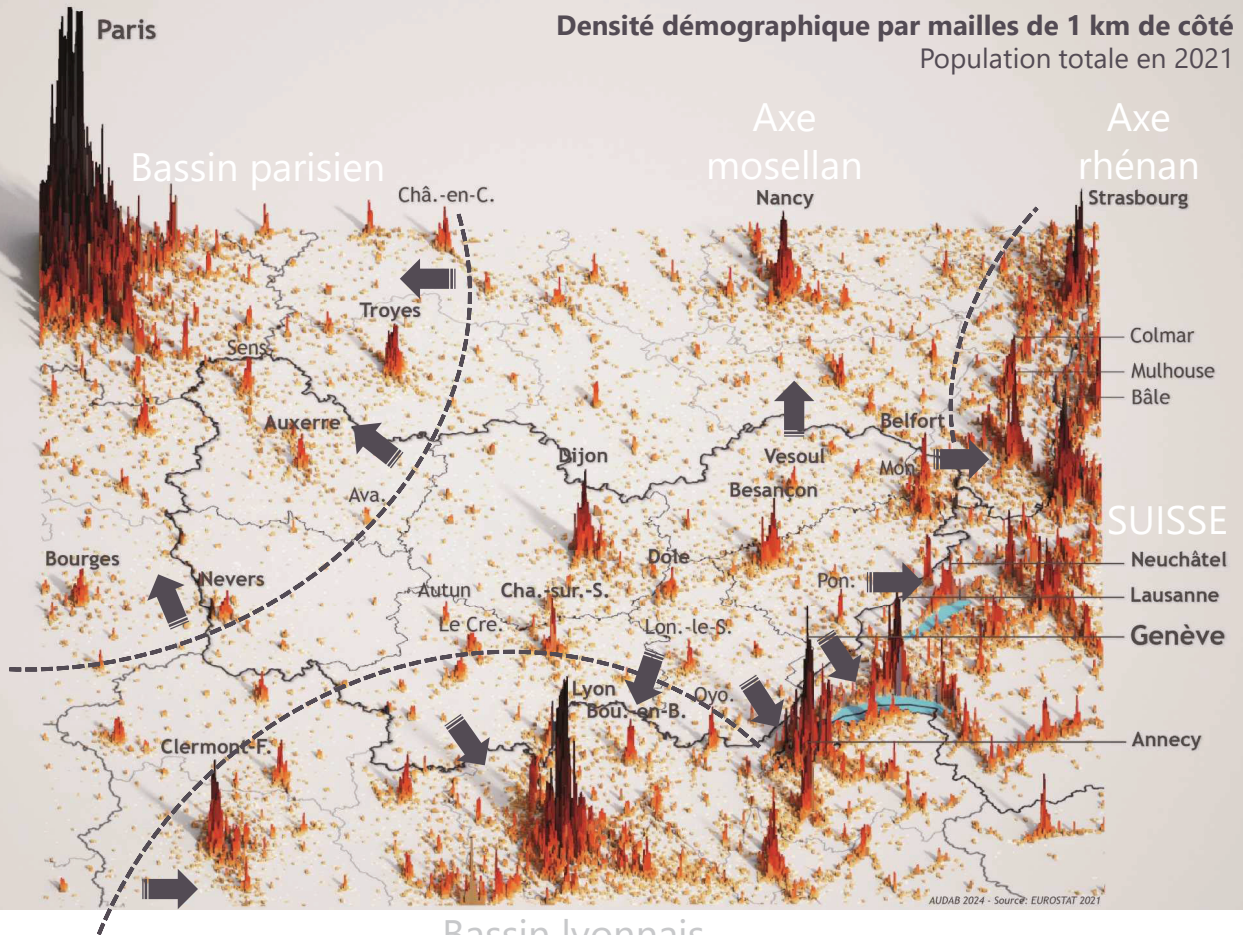 Densité démographique par mailles de 1 km de côté
Population totale en 2021
Paris
Axe
mosellan
Axe
rhénan
Bassin parisien
Châ.-en-C.
Nancy
Strasbourg
Troyes
Colmar
Sens
Mulhouse
Bâle
Auxerre
Belfort
Dijon
Vesoul
Mon.
Besançon
Ava.
SUISSE
Bourges
Dole
Neuchâtel
Nevers
Pon.
Autun
Cha.-sur.-S.
Lausanne
Le Cre.
Lon.-le-S.
Genève
Lyon
Oyo.
Bou.-en-B.
Clermont-F.
Annecy
AUDAB 2024 - Source: EUROSTAT 2021
Bassin lyonnais